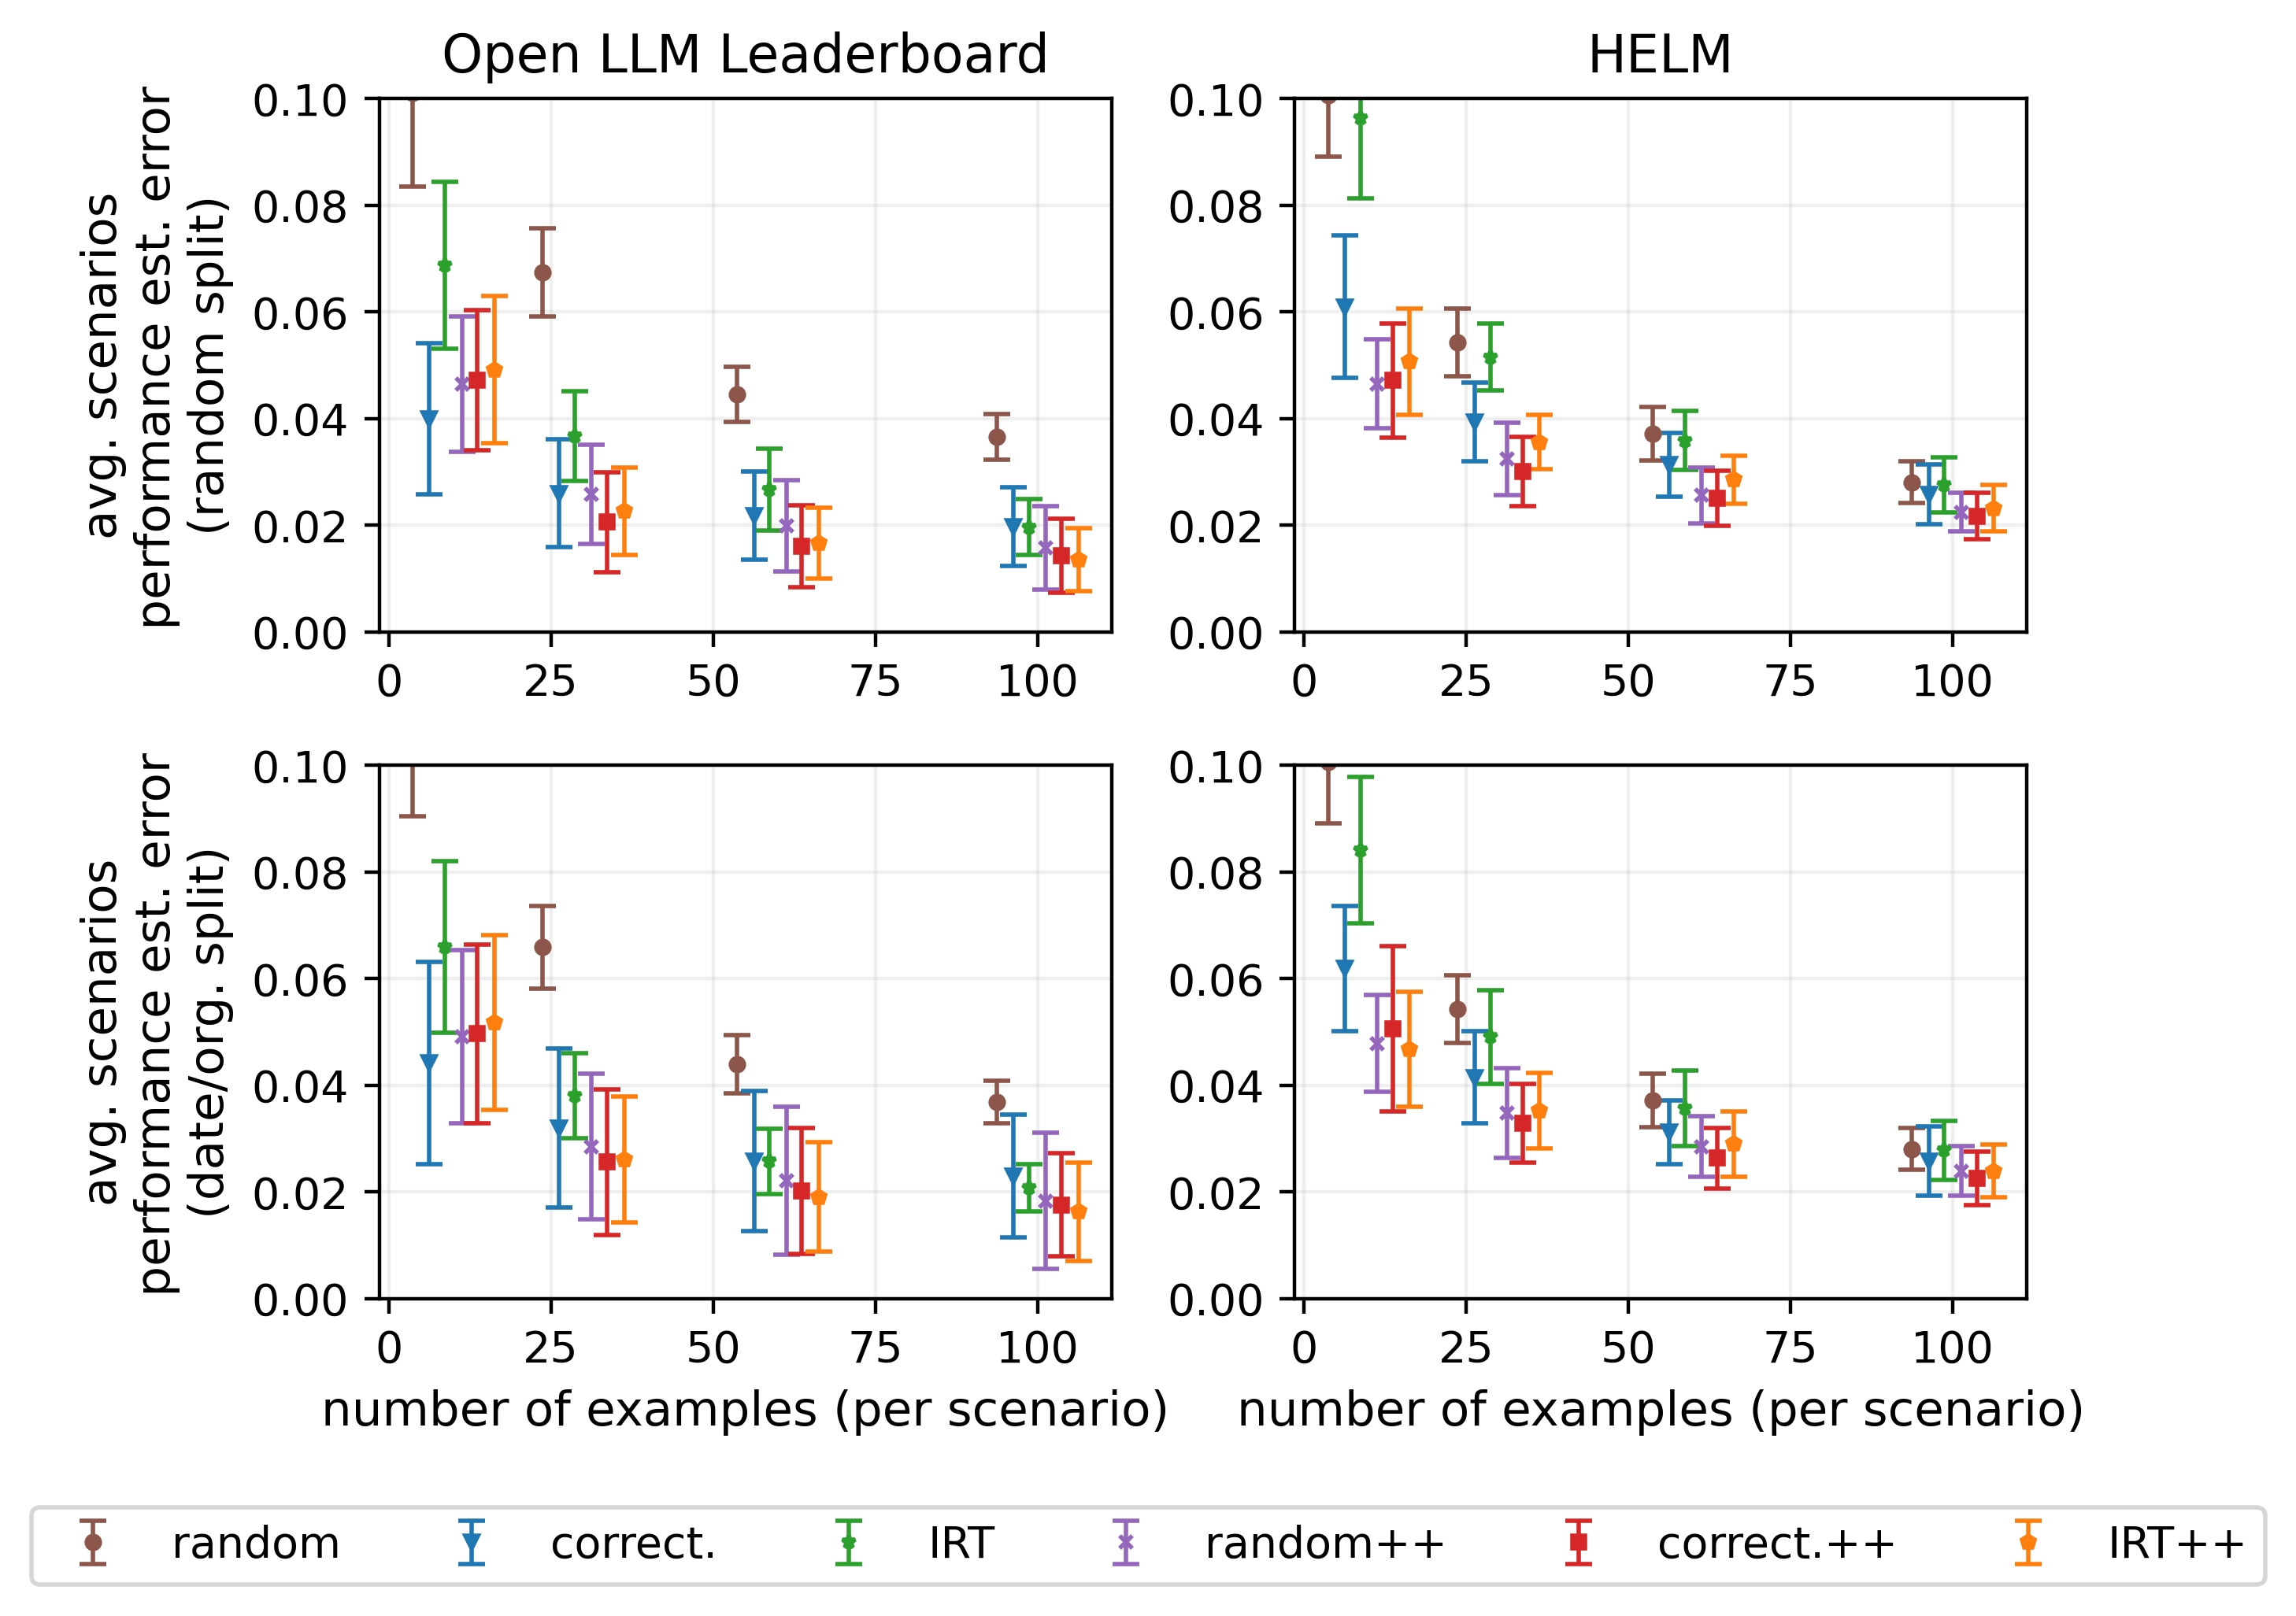 Open LLM Leaderboard
HELM
avg. scenarios
performance est. error
(random split)
0.10
0.08
0.06
0.04
0.02
0.00
0 25 50 75 100
0.10
0.08
0.06
0.04
0.02
0.00
0 25 50 75 100
avg. scenarios
performance est. error
(date/org. split)
0.10
0.08
0.06
0.04
0.02
0.00
0 25 50 75 100
number of examples (per scenario)
0.10
0.08
0.06
0.04
0.02
0.00
0 25 50 75 100
number of examples (per scenario)
random correct. IRT random++ correct.++ IRT++